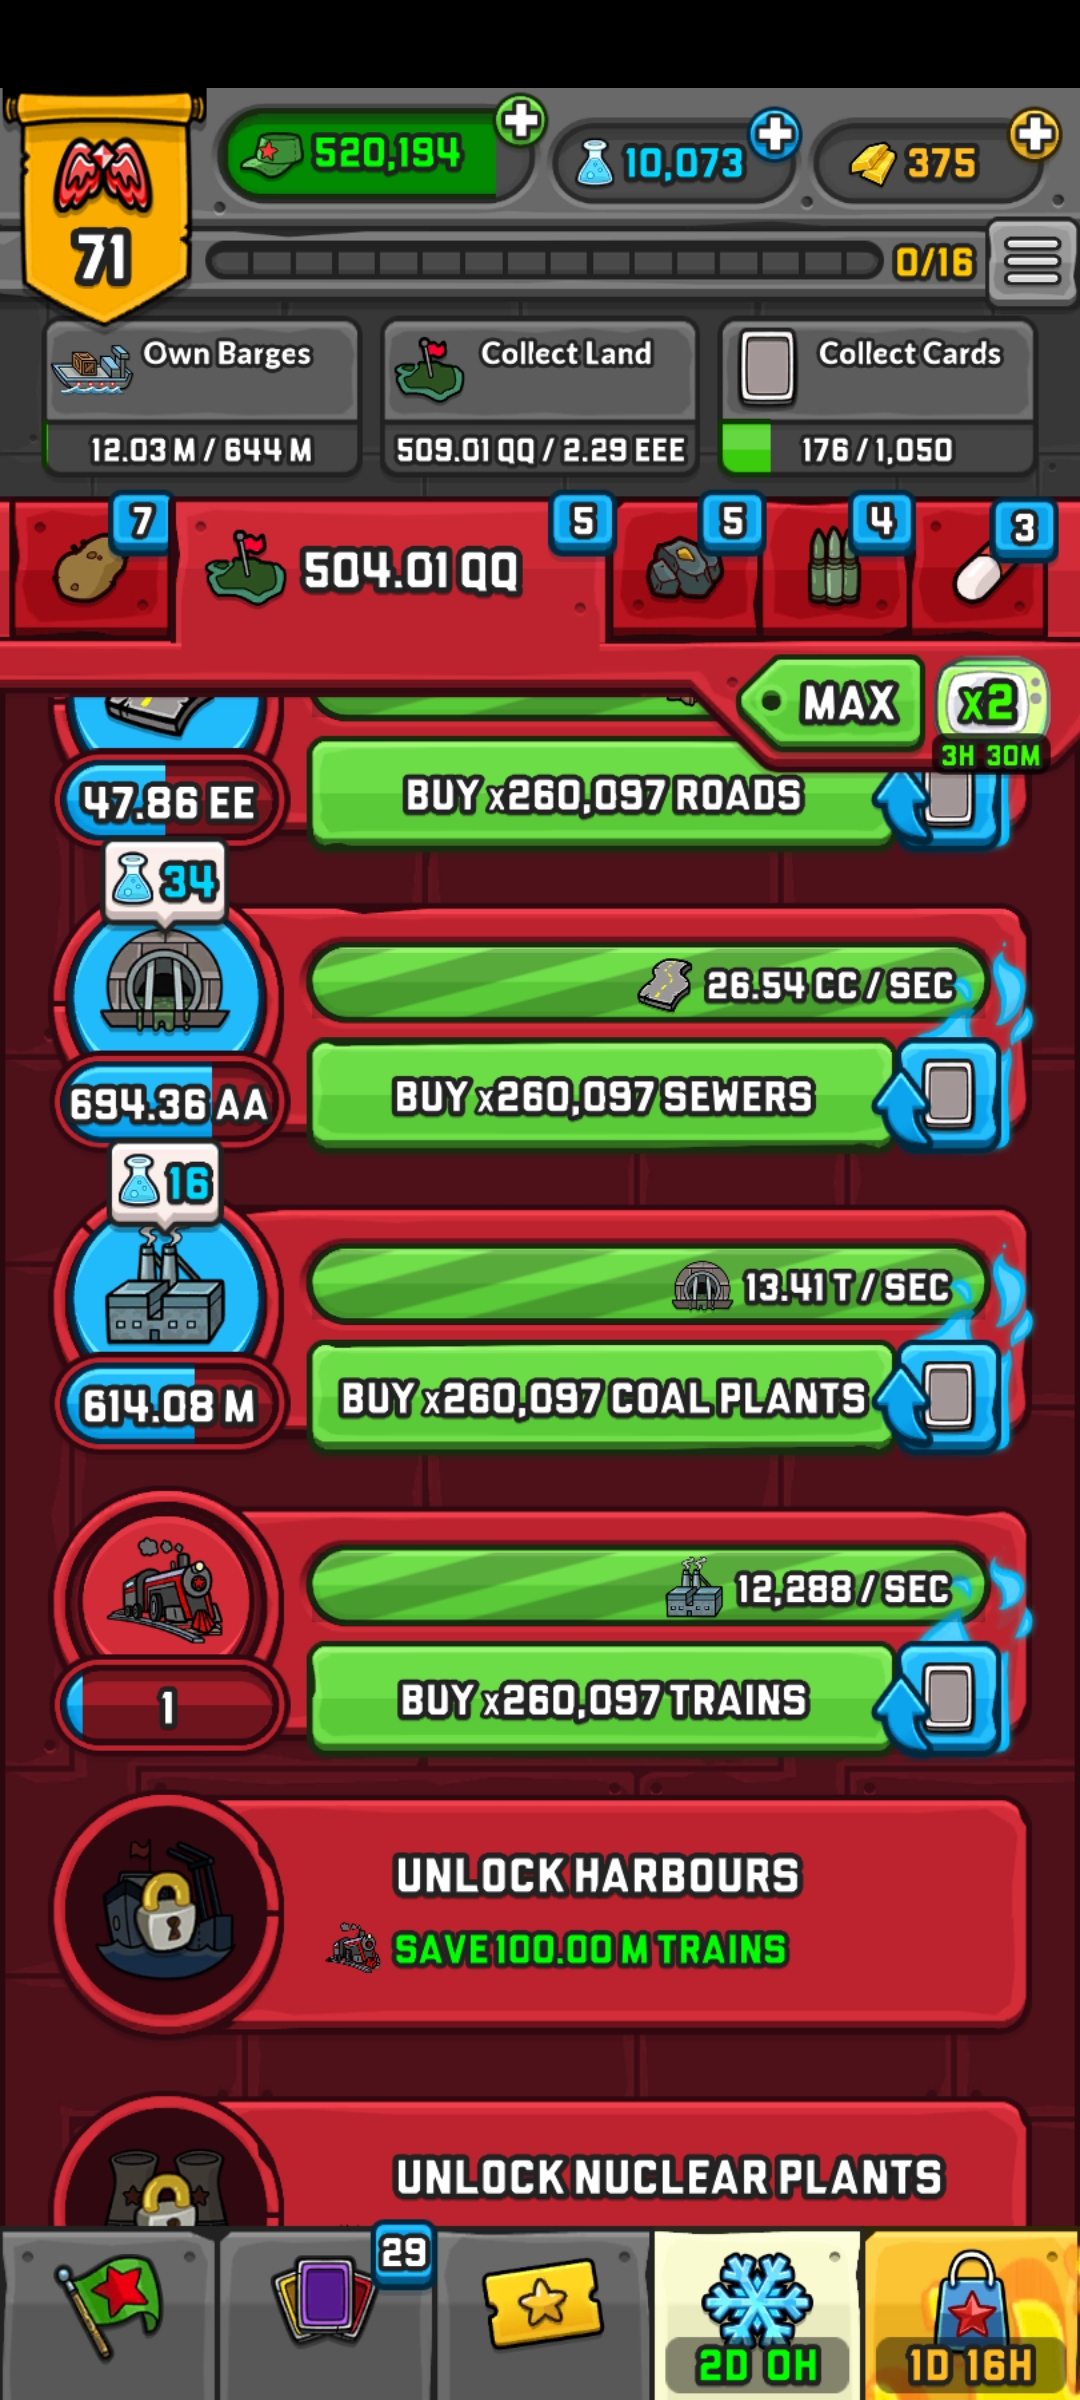 520,194
10,073
375
71
0/16
Own Barges
12.03 M / 644 M
Collect Land
509.01 QQ / 2.29 EEE
Collect Cards
176 / 1,050
7
504.01 QQ
5
5
4
3
MAX
x2
3H 30M
47.86 EE
BUY x260,097 ROADS
34
26.54 CC / SEC
694.36 AA
BUY x260,097 SEWERS
16
13.41 T / SEC
614.08 M
BUY x260,097 COAL PLANTS
12,288 / SEC
1
BUY x260,097 TRAINS
UNLOCK HARBOURS
SAVE 100.00 M TRAINS
UNLOCK NUCLEAR PLANTS
29
2D 0H
1D 16H